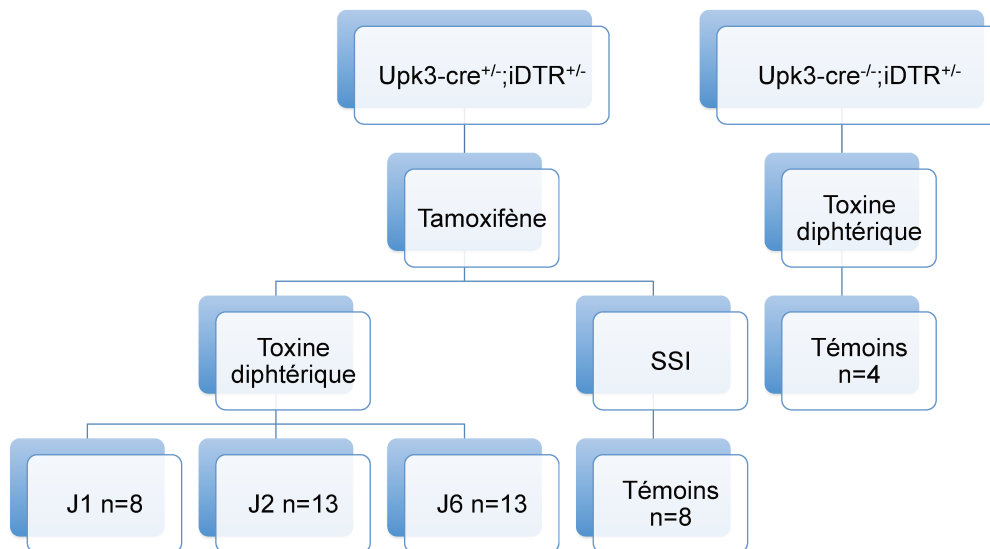 Upk3-cre+/-;iDTR+/-
Upk3-cre-/-;iDTR+/-
Tamoxifène
Toxine
diphtérique
Toxine
diphtérique
SSI
Témoins
n=4
J1 n=8
J2 n=13
J6 n=13
Témoins
n=8